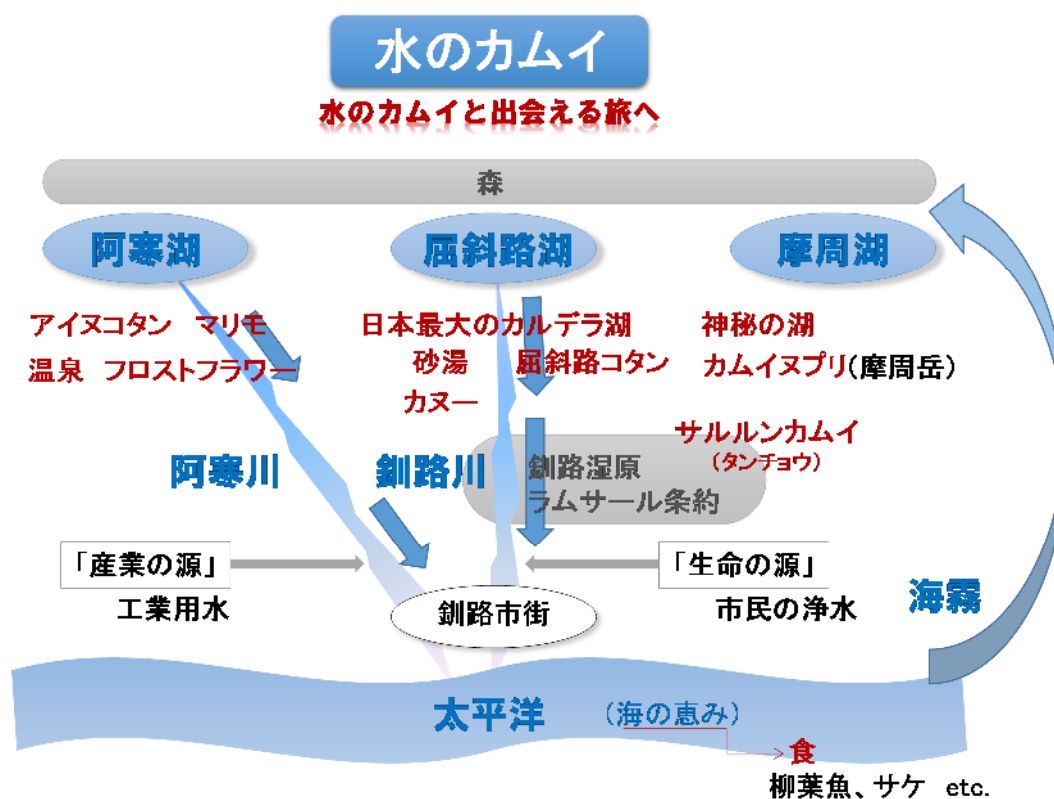 水のカムイ
水のカムイと出会える旅へ
森
阿寒湖
屈斜路湖
摩周湖
アイヌコタン マリモ
温泉 フロストフラワー
日本最大のカルデラ湖
砂湯 屈斜路コタン
カヌー
神秘の湖
カムイヌプリ(摩周岳)
サルルンカムイ
(タンチョウ)
阿寒川
釧路川
釧路湿原
ラムサール条約
「産業の源」
工業用水
「生命の源」
市民の浄水
釧路市街
海霧
太平洋 (海の恵み)
食
柳葉魚、サケ etc.